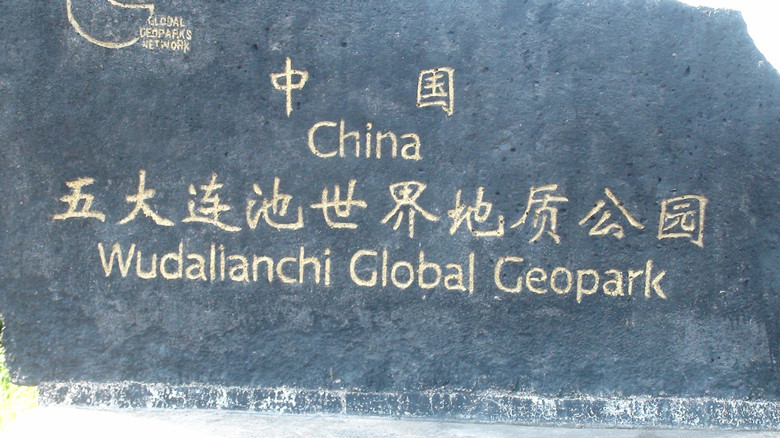 GLOBAL
GEOPARKS
NETWORK
中国
China
五大连池世界地质公园
Wudalianchi Global Geopark